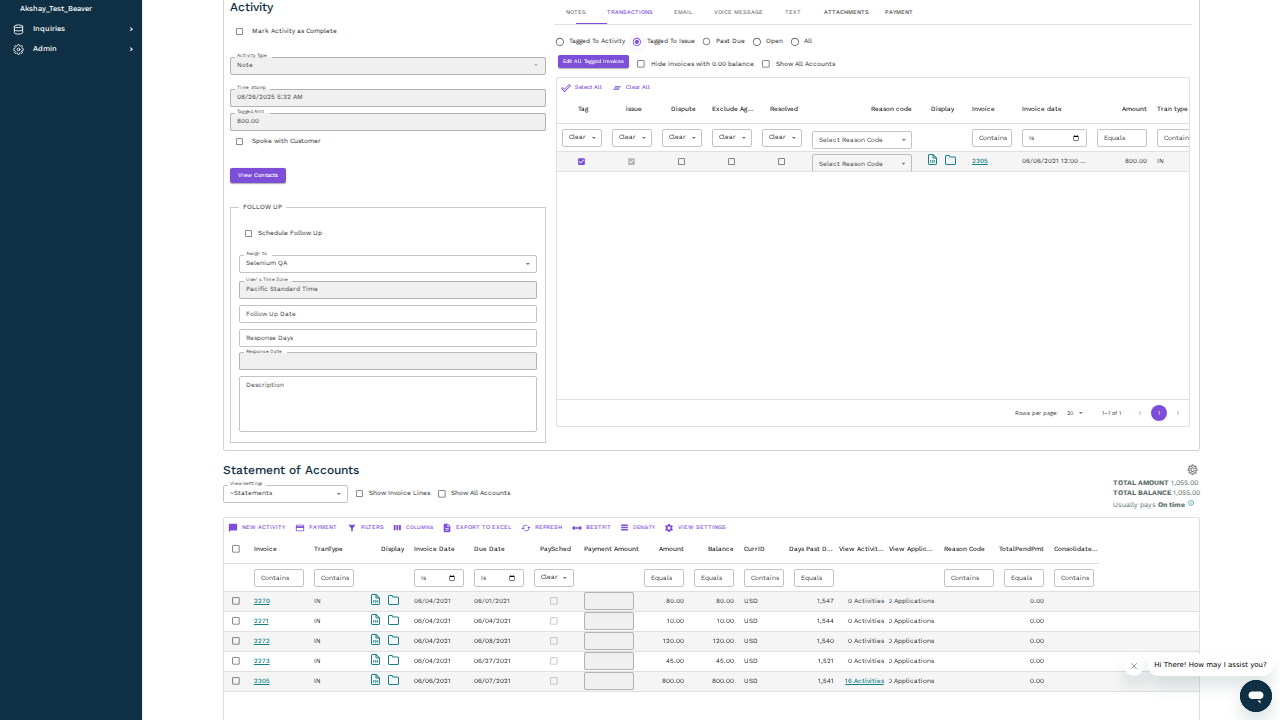 Akshay_Test_Beaver
Inquiries
Admin
Activity
Mark Activity as Complete
Activity Type
Note
Time Stamp
08/26/2025 5:32 AM
Tagged Amt
800.00
Spoke with Customer
View Contacts
FOLLOW UP
Schedule Follow Up
Assign To
Selenium QA
User's Time Zone
Pacific Standard Time
Follow Up Date
Response Days
Response Date
Description
NOTES TRANSACTIONS EMAIL VOICE MESSAGE TEXT ATTACHMENTS PAYMENT
Tagged To Activity Tagged To Issue Past Due Open All
Edit All Tagged Invoices Hide invoices with 0.00 balance Show All Accounts
Select All Clear All
Tag Issue Dispute Exclude Ag... Resolved Reason code Display Invoice Invoice date Amount Tran type
Clear Clear Clear Clear Clear Select Reason Code Contains Is Equals Contain
Select Reason Code 2305 06/06/2021 12:00 ... 800.00 IN
Rows per page: 20 1-1 of 1 1
Statement of Accounts
View Settings
~Statements Show Invoice Lines Show All Accounts
TOTAL AMOUNT 1,055.00
TOTAL BALANCE 1,055.00
Usually pays On time
NEW ACTIVITY PAYMENT FILTERS COLUMNS EXPORT TO EXCEL REFRESH BESTFIT DENSITY VIEW SETTINGS
Invoice TranType Display Invoice Date Due Date PaySched Payment Amount Amount Balance CurrID Days Past D... View Activit... View Applic... Reason Code TotalPendPmt Consolidate...
Contains Contains Is Is Clear Equals Equals Contains Equals Contains Equals Contains
2270 IN 06/04/2021 06/01/2021 80.00 80.00 USD 1,547 0 Activities 0 Applications 0.00
2271 IN 06/04/2021 06/04/2021 10.00 10.00 USD 1,544 0 Activities 0 Applications 0.00
2272 IN 06/04/2021 06/08/2021 120.00 120.00 USD 1,540 0 Activities 0 Applications 0.00
2273 IN 06/04/2021 06/27/2021 45.00 45.00 USD 1,521 0 Activities 0 Applications
2305 IN 06/06/2021 06/07/2021 800.00 800.00 USD 1,541 16 Activities 0 Applications 0.00
Hi There! How may I assist you?